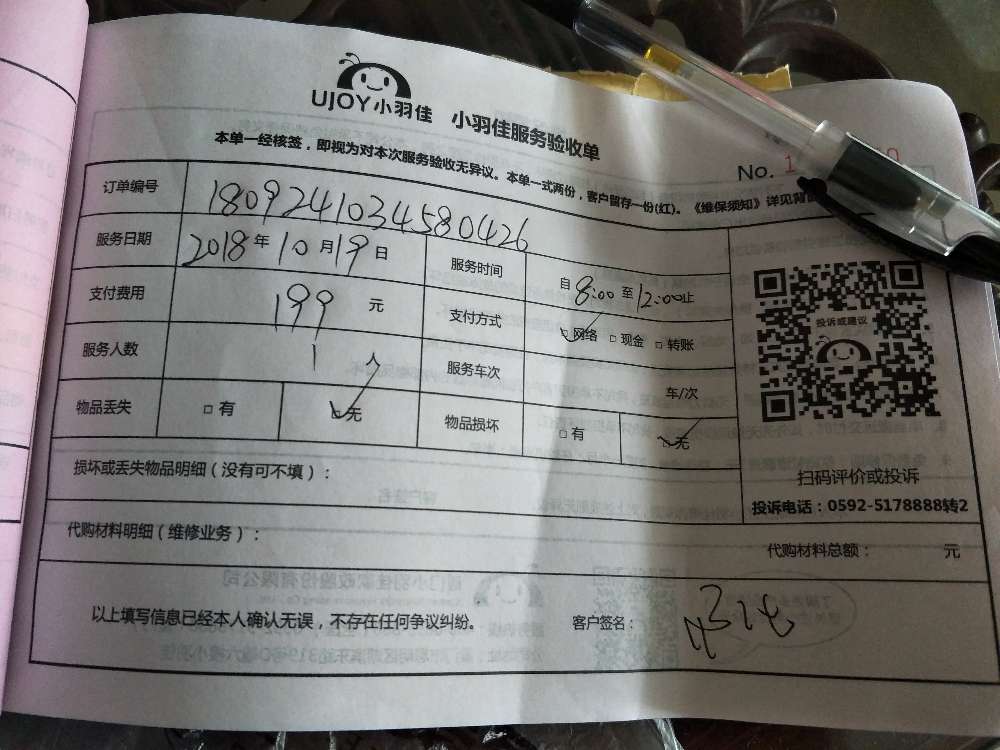 UJOY小羽佳 小羽佳服务验收单
本单一经核签，即视为对本次服务验收无异议。本单一式两份，客户留存一份(红)。《维保须知》详见背
No. 1
订单编号 1809241034580426
服务日期 2018年10月19日 服务时间 自8:00至12:00止
支付费用 199 元 支付方式 □网络 □现金 □转账
服务人数 1 人 服务车次 车/次
物品丢失 □有 □无 物品损坏 □有 □无
投诉或建议
扫码评价或投诉
投诉电话：0592-5178888转2
损坏或丢失物品明细（没有可不填）：
代购材料明细（维修业务）： 代购材料总额： 元
以上填写信息已经本人确认无误，不存在任何争议纠纷。 客户签名：